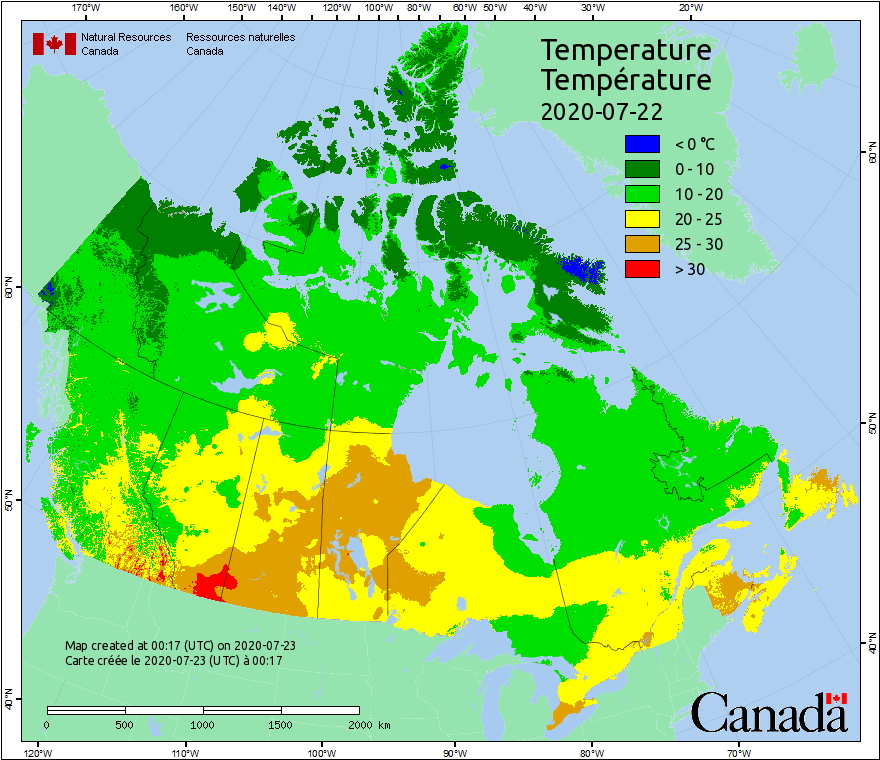 170°W 160°W 150°W 140°W 120°W 100°W 80°W 60°W 50°W 40°W 30°W 20°W
Natural Resources Ressources naturelles
Canada Canada
Temperature
Température
2020-07-22
< 0 °C
0 - 10
10 - 20
20 - 25
25 - 30
> 30
60°N
60°N
50°N
50°N
40°N
40°N
Map created at 00:17 (UTC) on 2020-07-23
Carte créée le 2020-07-23 (UTC) à 00:17
0 500 1000 1500 2000 km
Canada
120°W 110°W 100°W 90°W 80°W 70°W